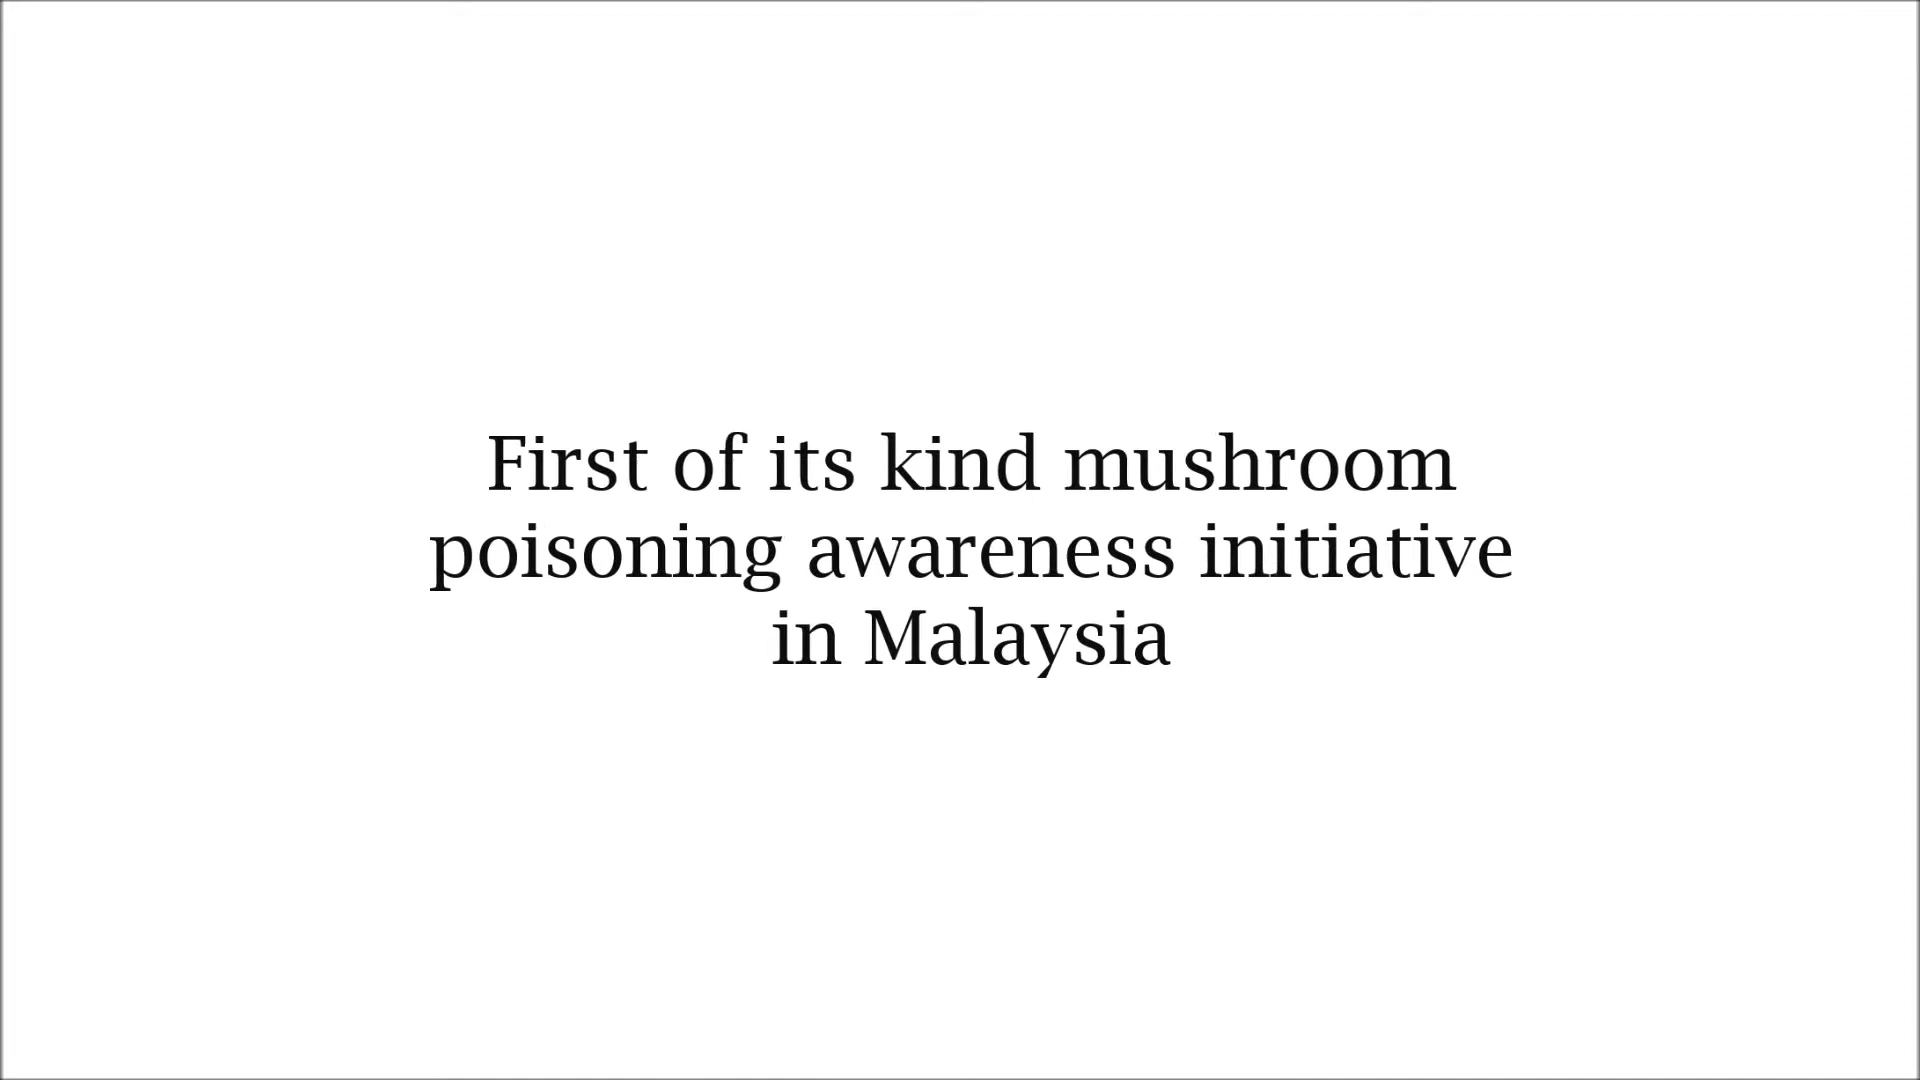 First of its kind mushroom
poisoning awareness initiative
in Malaysia